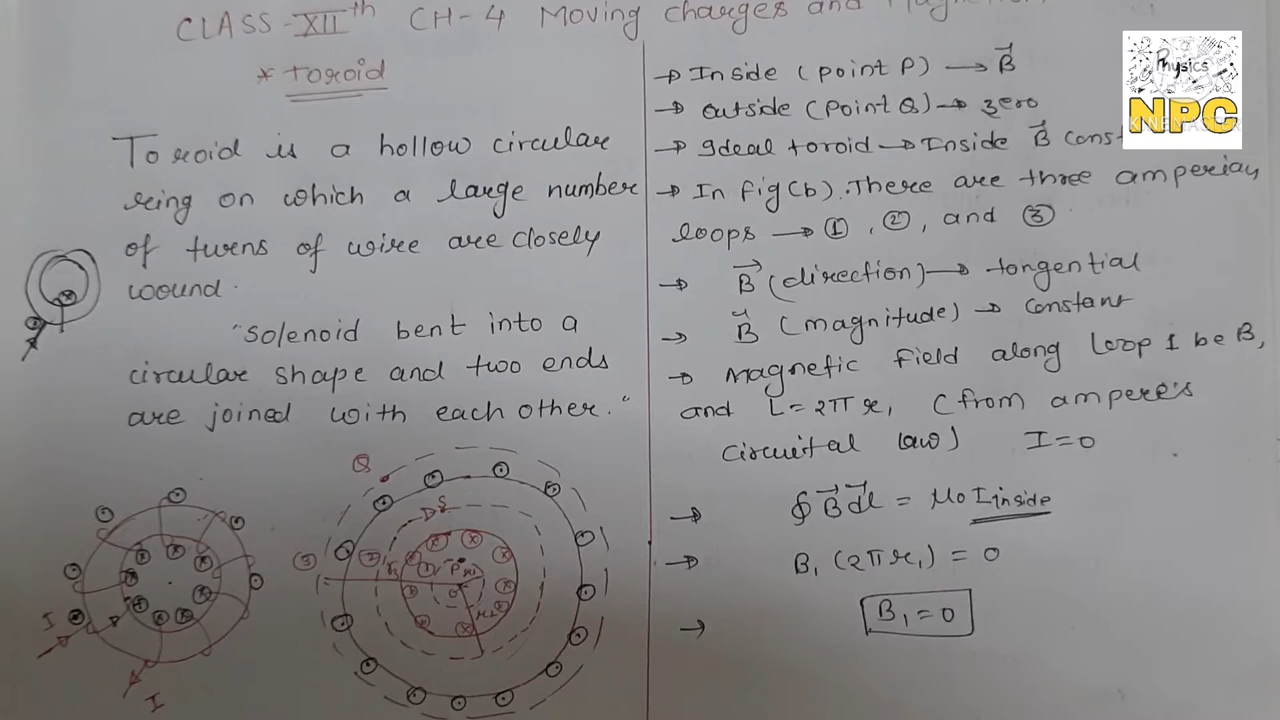 CLASS-XIIth CH-4 Moving charges and
* toroid
Toroid is a hollow circular
ring on which a large number
of turns of wire are closely
wound.
"Solenoid bent into a
circular shape and two ends
are joined with each other."
I
I
Q
S
③ ② ① P
O
→ Inside (point P) → B⃗
→ outside (point Q) → zero
→ Ideal toroid → Inside B⃗ const
→ In fig(b). There are three amperian
loops → ①, ②, and ③
→ B⃗ (direction) → tangential
→ B⃗ (magnitude) → constant
→ magnetic field along loop I be B₁
and L = 2πr₁ (from ampere's
circuital law) I=0
→ ∮B⃗ dl⃗ = μ₀ I inside
→ B₁(2πr₁) = 0
→ B₁ = 0
Physics
NPC